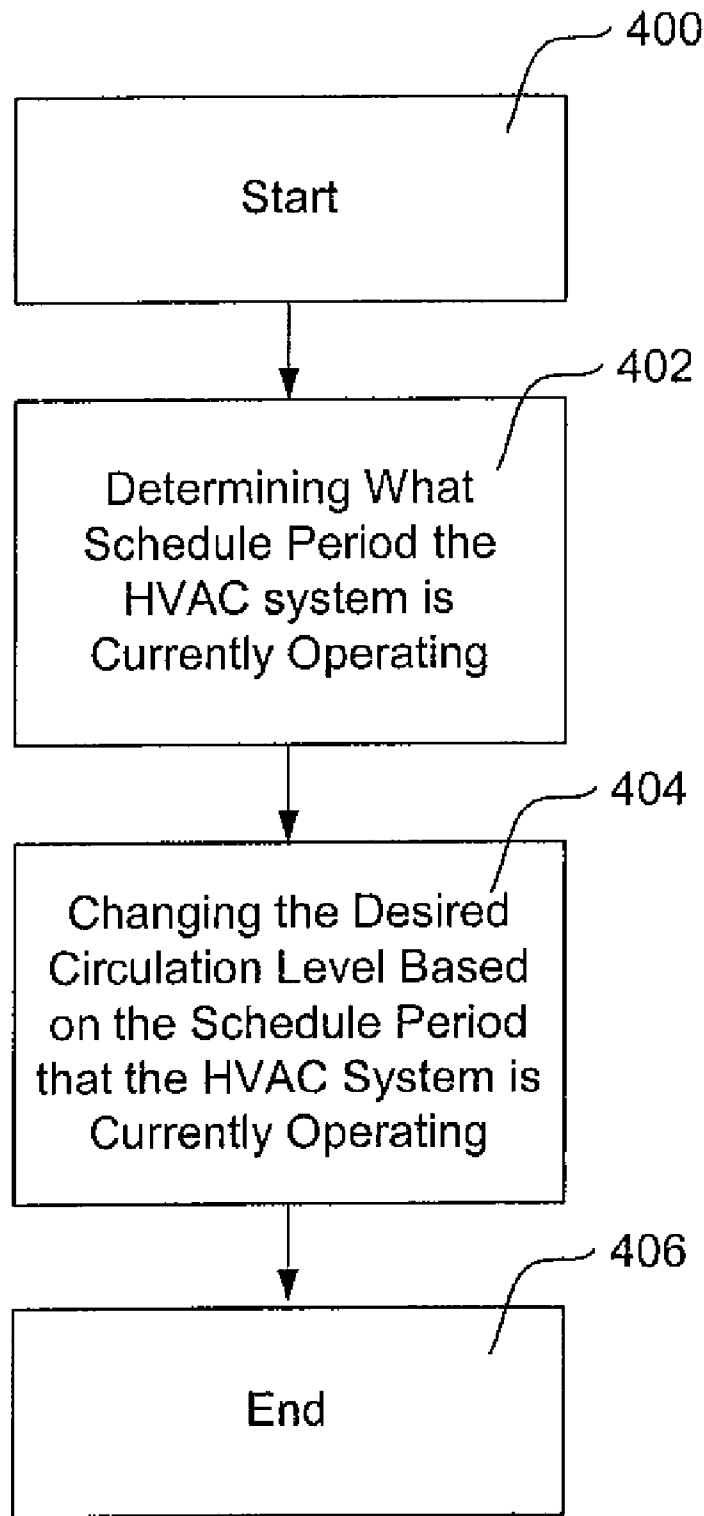 400
Start
402
Determining What
Schedule Period the
HVAC system is
Currently Operating
404
Changing the Desired
Circulation Level Based
on the Schedule Period
that the HVAC System is
Currently Operating
406
End